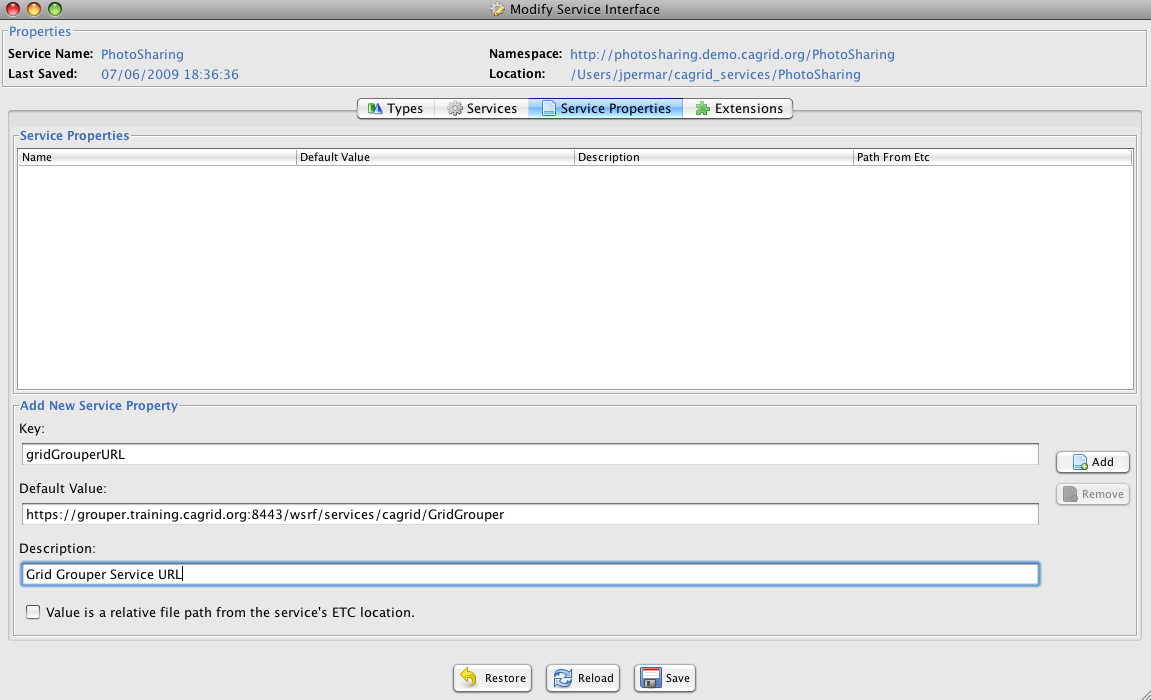 Modify Service Interface
Properties
Service Name: PhotoSharing Namespace: http://photosharing.demo.cagrid.org/PhotoSharing
Last Saved: 07/06/2009 18:36:36 Location: /Users/jpermar/cagrid_services/PhotoSharing
Types Services Service Properties Extensions
Service Properties
Name Default Value Description Path From Etc
Add New Service Property
Key:
gridGrouperURL
Add
Default Value:
Remove
https://grouper.training.cagrid.org:8443/wsrf/services/cagrid/GridGrouper
Description:
Grid Grouper Service URL
Value is a relative file path from the service's ETC location.
Restore Reload Save